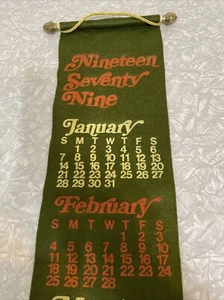 Nineteen
Seventy
Nine
January
S M T W T F S
1 2 3 4 5 6
7 8 9 10 11 12 13
14 15 16 17 18 19 20
21 22 23 24 25 26 27
28 29 30 31
February
S M T W T F S
1 2 3
4 5 6 7 8 9 10
11 12 13 14 15 16 17
18 19 20 21 22 23 24
25 26 27 28